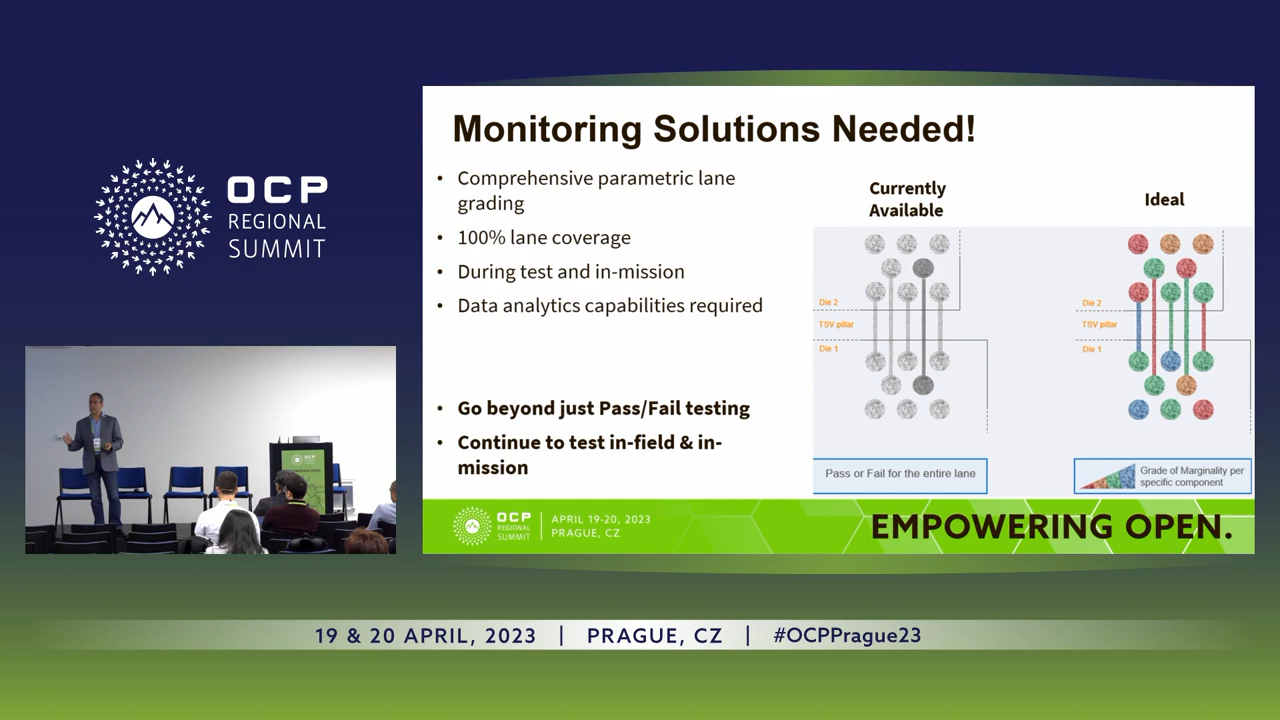 OCP
REGIONAL
SUMMIT
Monitoring Solutions Needed!
• Comprehensive parametric lane
grading
• 100% lane coverage
• During test and in-mission
• Data analytics capabilities required
• Go beyond just Pass/Fail testing
• Continue to test in-field & in-
mission
Currently
Available
Die 2
TSV pillar
Die 1
Pass or Fail for the entire lane
Ideal
Die 2
TSV pillar
Die 1
Grade of Marginality per
specific component
OCP
REGIONAL
SUMMIT
APRIL 19-20, 2023
PRAGUE, CZ
EMPOWERING OPEN.
19 & 20 APRIL, 2023 | PRAGUE, CZ | #OCPPrague23